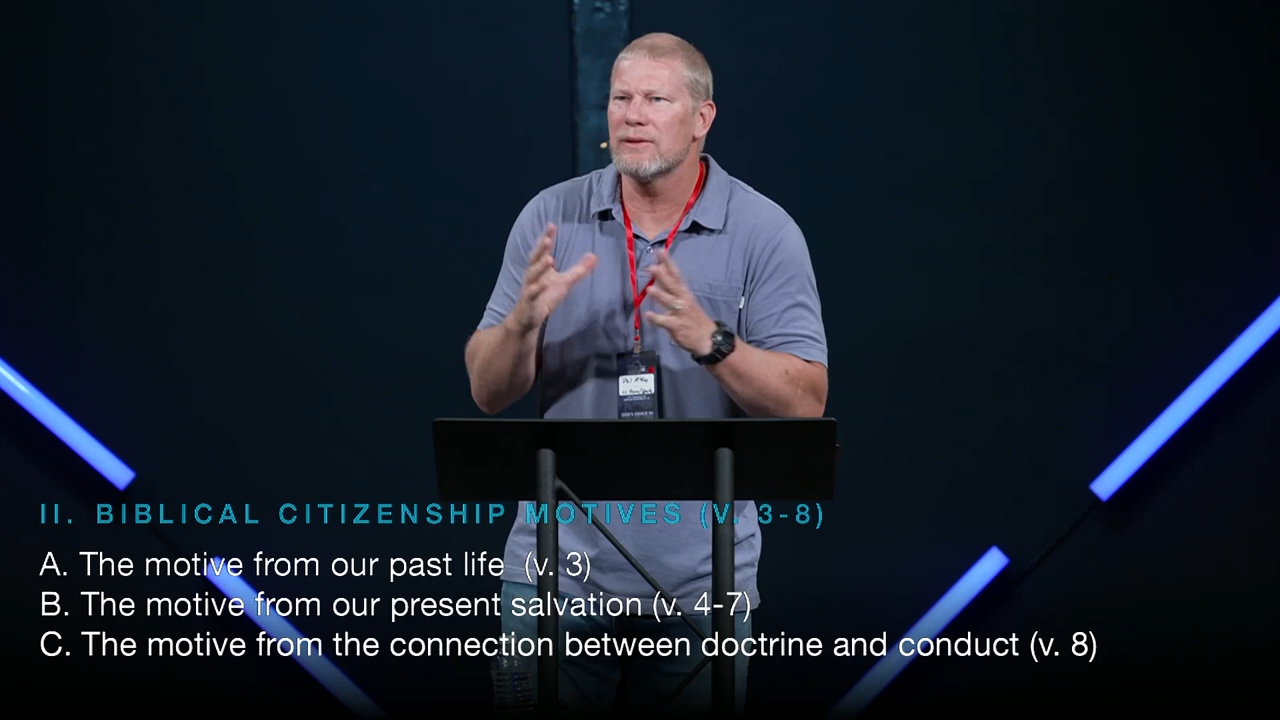 II. BIBLICAL CITIZENSHIP MOTIVES (V. 3-8)
A. The motive from our past life (v. 3)
B. The motive from our present salvation (v. 4-7)
C. The motive from the connection between doctrine and conduct (v. 8)